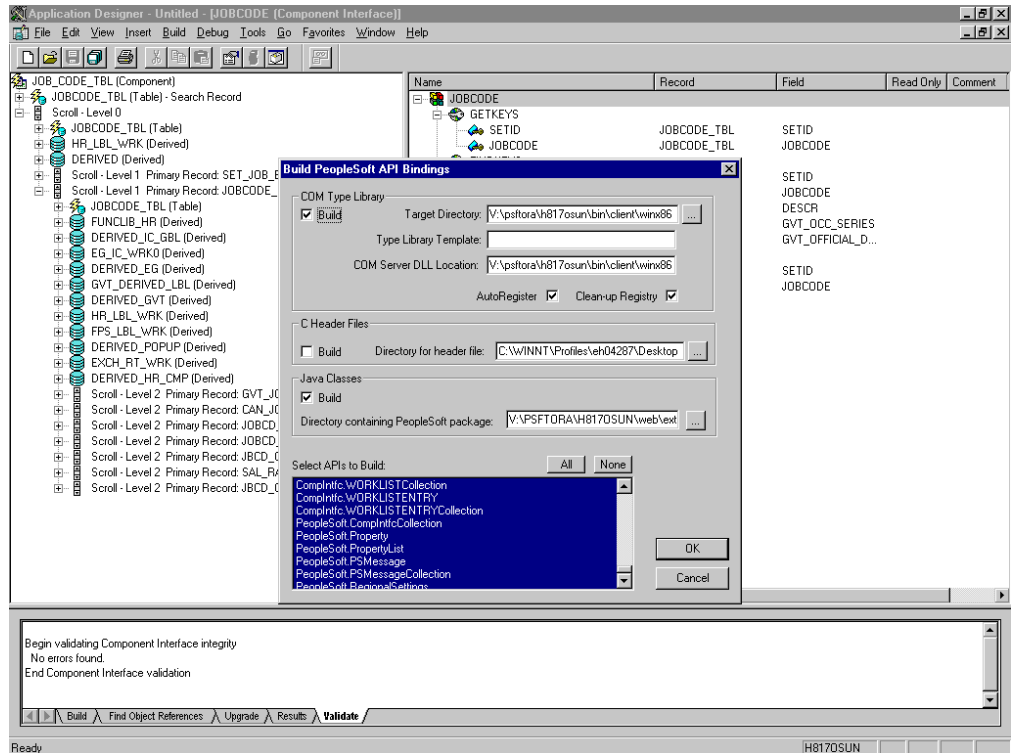 Application Designer - Untitled - [JOBCODE (Component Interface)]
File Edit View Insert Build Debug Tools Go Favorites Window Help
JOB_CODE_TBL (Component)
JOBCODE_TBL (Table) - Search Record
Scroll - Level 0
JOBCODE_TBL (Table)
HR_LBL_WRK (Derived)
DERIVED (Derived)
Scroll - Level 1 Primary Record: SET_JOB_
Scroll - Level 1 Primary Record: JOBCODE_
JOBCODE_TBL (Table)
FUNCLIB_HR (Derived)
DERIVED_IC_GBL (Derived)
EG_IC_WRK0 (Derived)
DERIVED_EG (Derived)
GVT_DERIVED_LBL (Derived)
DERIVED_GVT (Derived)
HR_LBL_WRK (Derived)
FPS_LBL_WRK (Derived)
DERIVED_POPUP (Derived)
EXCH_RT_WRK (Derived)
DERIVED_HR_CMP (Derived)
Scroll - Level 2 Primary Record: GVT_JO
Scroll - Level 2 Primary Record: CAN_JO
Scroll - Level 2 Primary Record: JOBCD_
Scroll - Level 2 Primary Record: JOBCD_
Scroll - Level 2 Primary Record: JBCD_
Scroll - Level 2 Primary Record: SAL_RA
Scroll - Level 2 Primary Record: JBCD_
Name Record Field Read Only Comment
JOBCODE
GETKEYS
SETID JOBCODE_TBL SETID
JOBCODE JOBCODE_TBL JOBCODE
SETID
JOBCODE
DESCR
GVT_OCC_SERIES
GVT_OFFICIAL_D...
SETID
JOBCODE
Build PeopleSoft API Bindings
COM Type Library
Build Target Directory: V:\psftora\h817osun\bin\client\winx86 ...
Type Library Template:
COM Server DLL Location: V:\psftora\h817osun\bin\client\winx86
AutoRegister Clean-up Registry
C Header Files
Build Directory for header file: C:\WINNT\Profiles\eh04287\Desktop ...
Java Classes
Build
Directory containing PeopleSoft package: V:\PSFTORA\H817OSUN\web\ext ...
Select APIs to Build: All None
CompIntfc.WORKLISTCollection
CompIntfc.WORKLISTENTRY
CompIntfc.WORKLISTENTRYCollection
PeopleSoft.CompIntfcCollection
PeopleSoft.Property
PeopleSoft.PropertyList
PeopleSoft.PSMessage
PeopleSoft.PSMessageCollection
PeopleSoft.RegionalSettings
OK
Cancel
Begin validating Component Interface integrity
No errors found.
End Component Interface validation
Build Find Object References Upgrade Results Validate
Ready H817OSUN